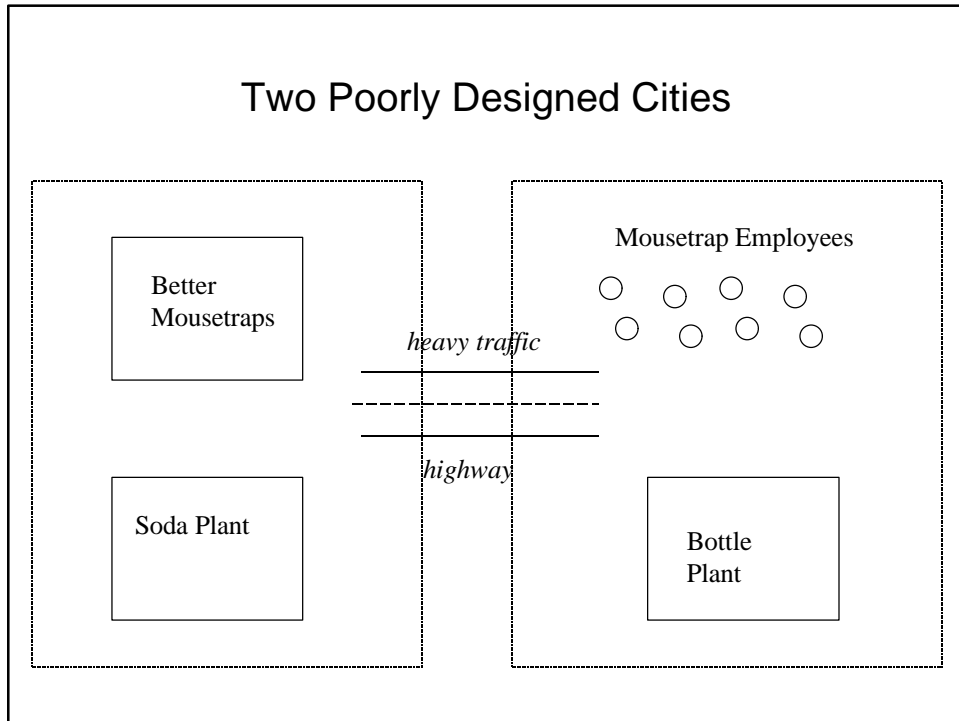 Two Poorly Designed Cities
Better
Mousetraps
Soda Plant
heavy traffic
highway
Mousetrap Employees
Bottle
Plant